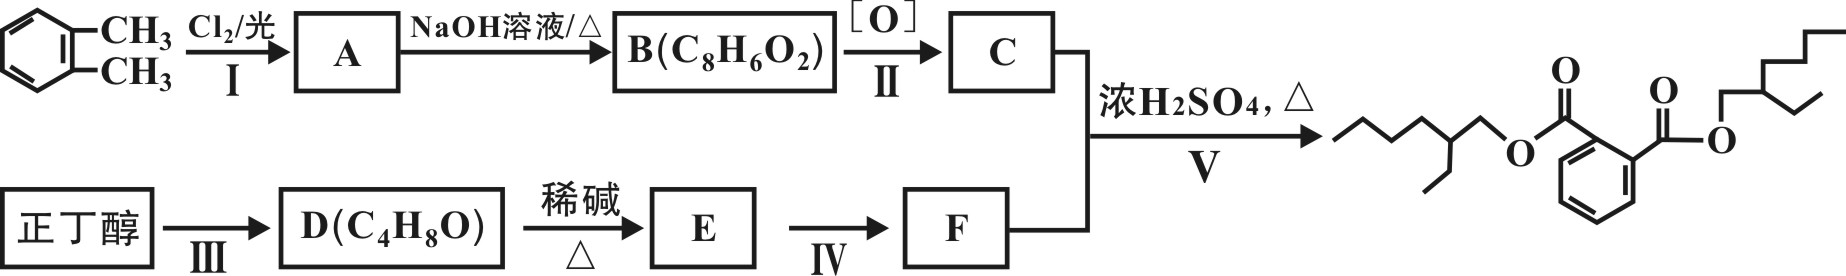 CH₃
CH₃
Cl₂/光
I
A
NaOH溶液/△
B(C₈H₆O₂)
[O]
II
C
浓H2SO4, △
V
O
O
O
O
正丁醇
III
D(C₄H₈O)
稀碱
△
E
IV
F